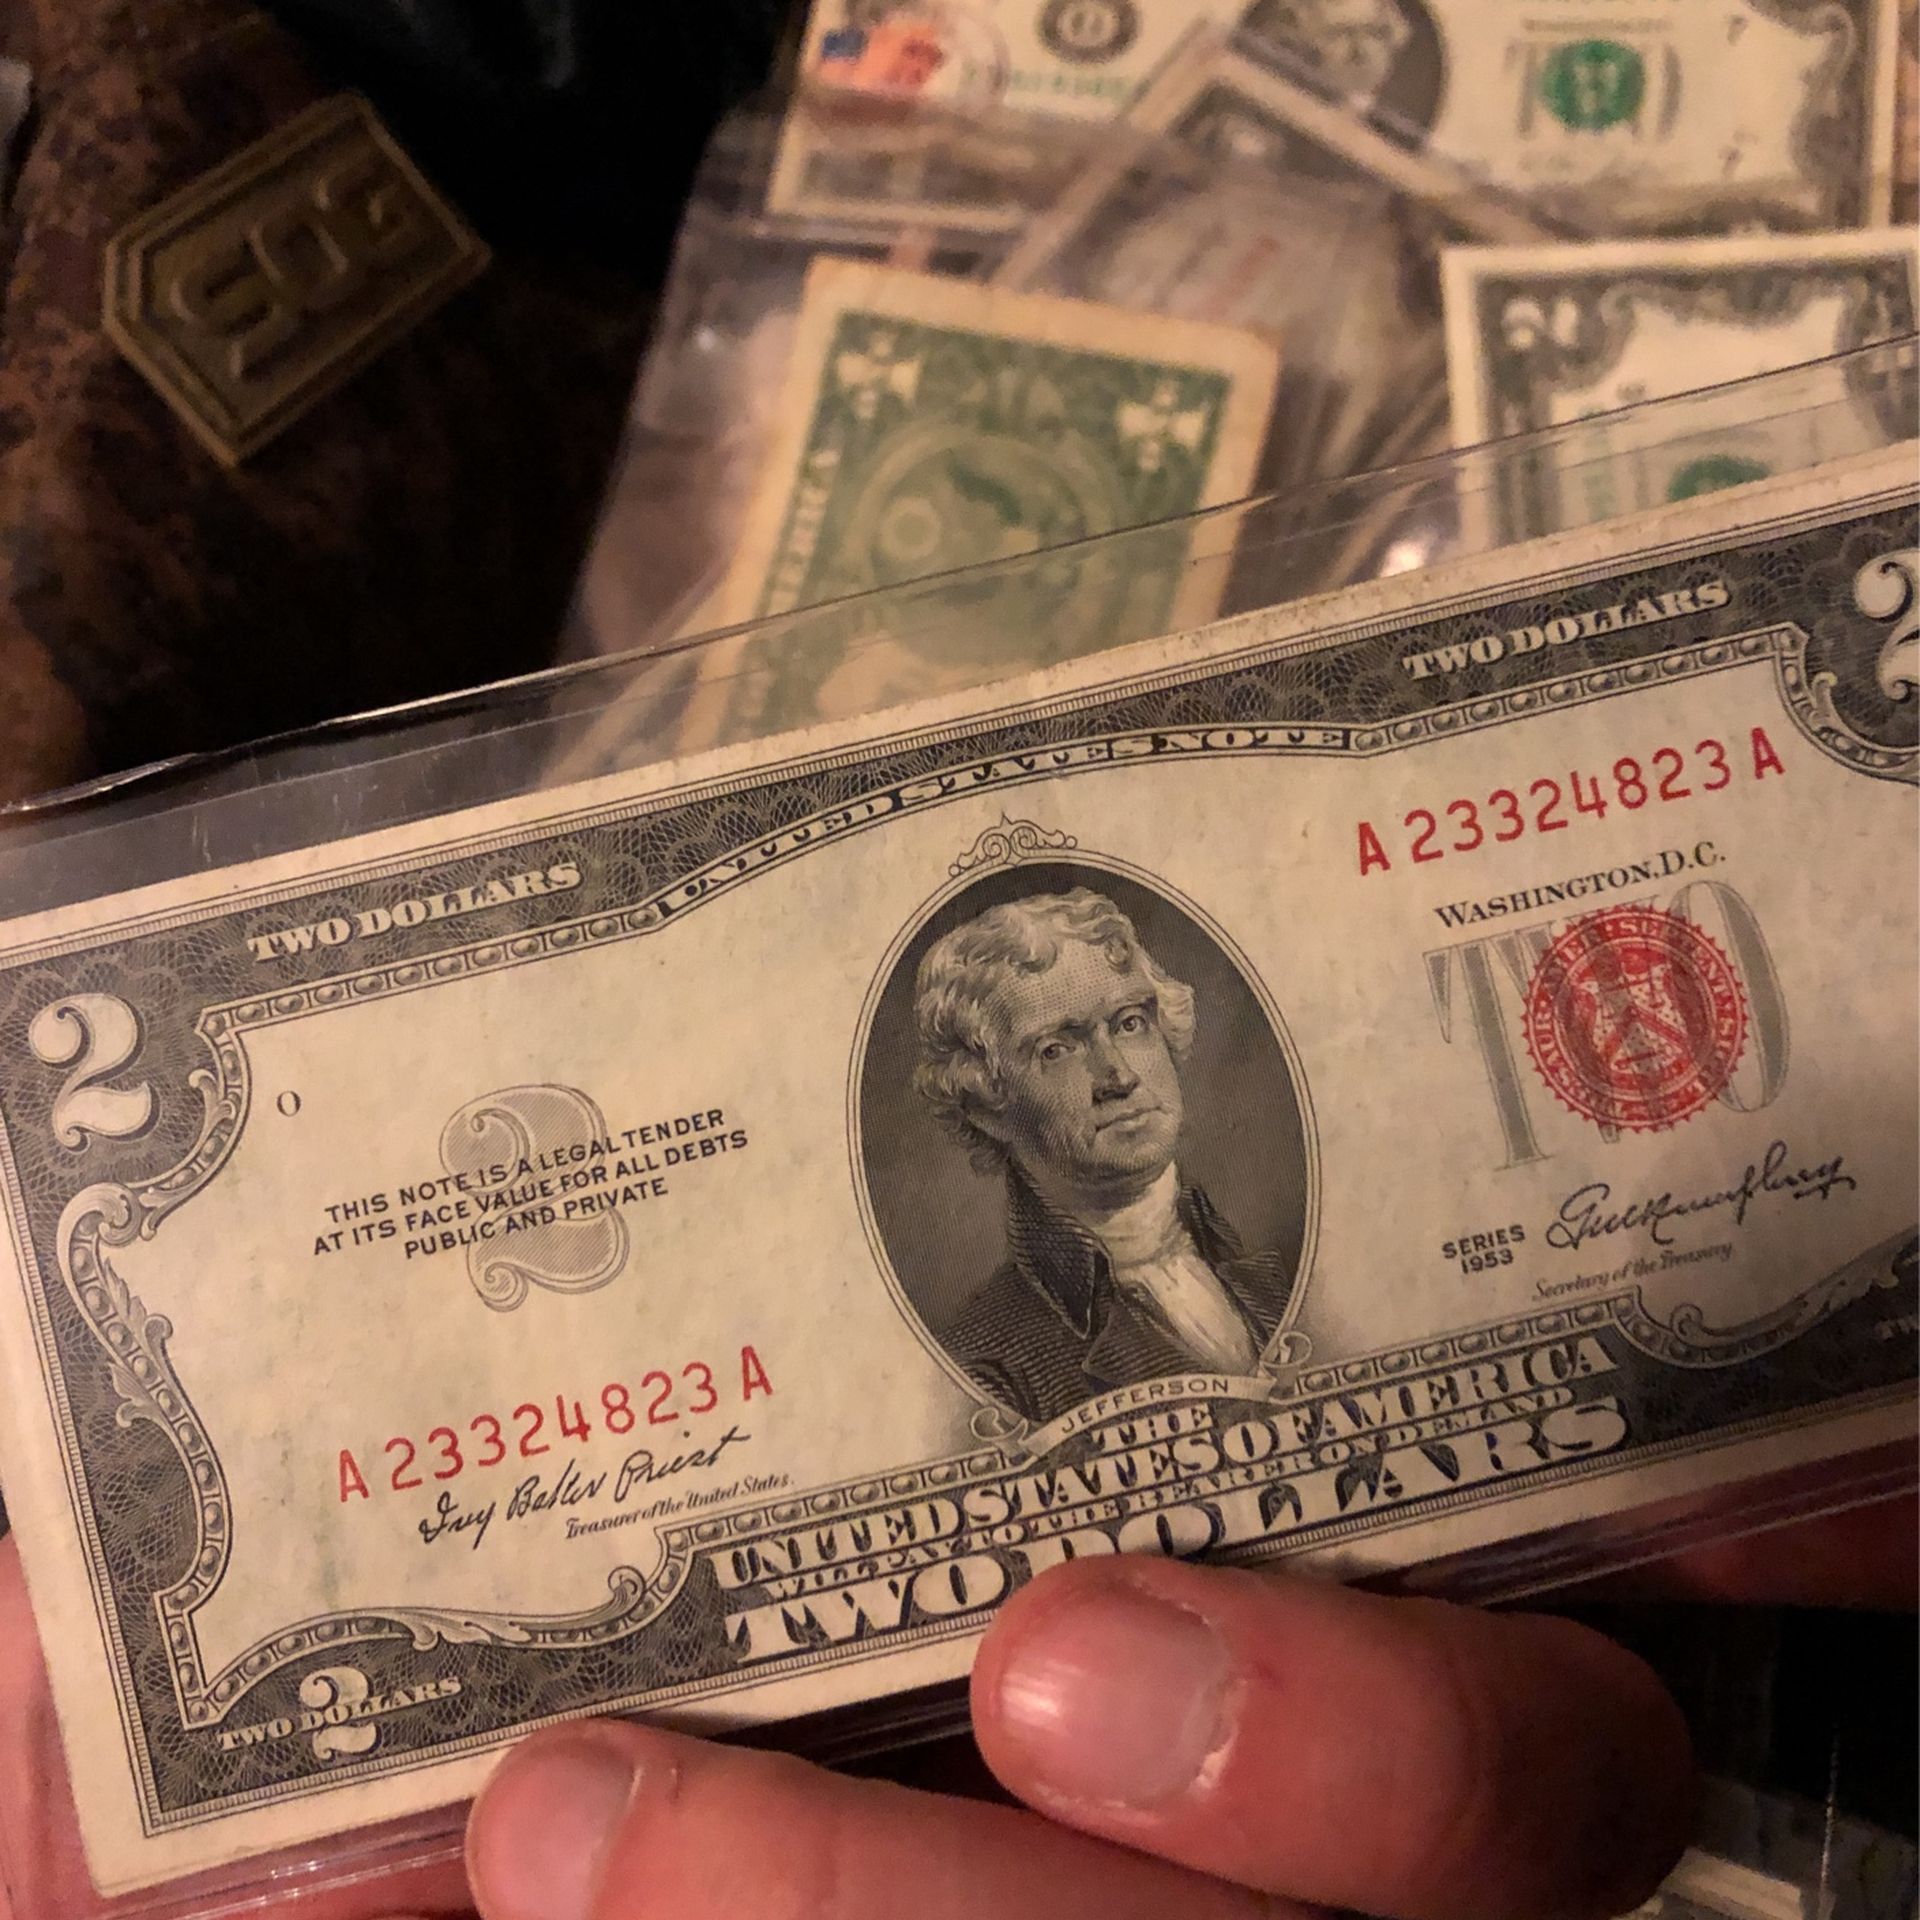 TWO DOLLARS
UNITED STATES NOTE
TWO DOLLARS
2
2
A 23324823 A
WASHINGTON, D.C.
TWO
O
2
THIS NOTE IS A LEGAL TENDER
AT ITS FACE VALUE FOR ALL DEBTS
PUBLIC AND PRIVATE
SERIES
1953
Secretary of the Treasury
A 23324823 A
Ivy Baker Priest
Treasurer of the United States.
JEFFERSON
THE
UNITED STATES OF AMERICA
WILL PAY TO THE BEARER ON DEMAND
TWO DOLLARS
2
TWO DOLLARS